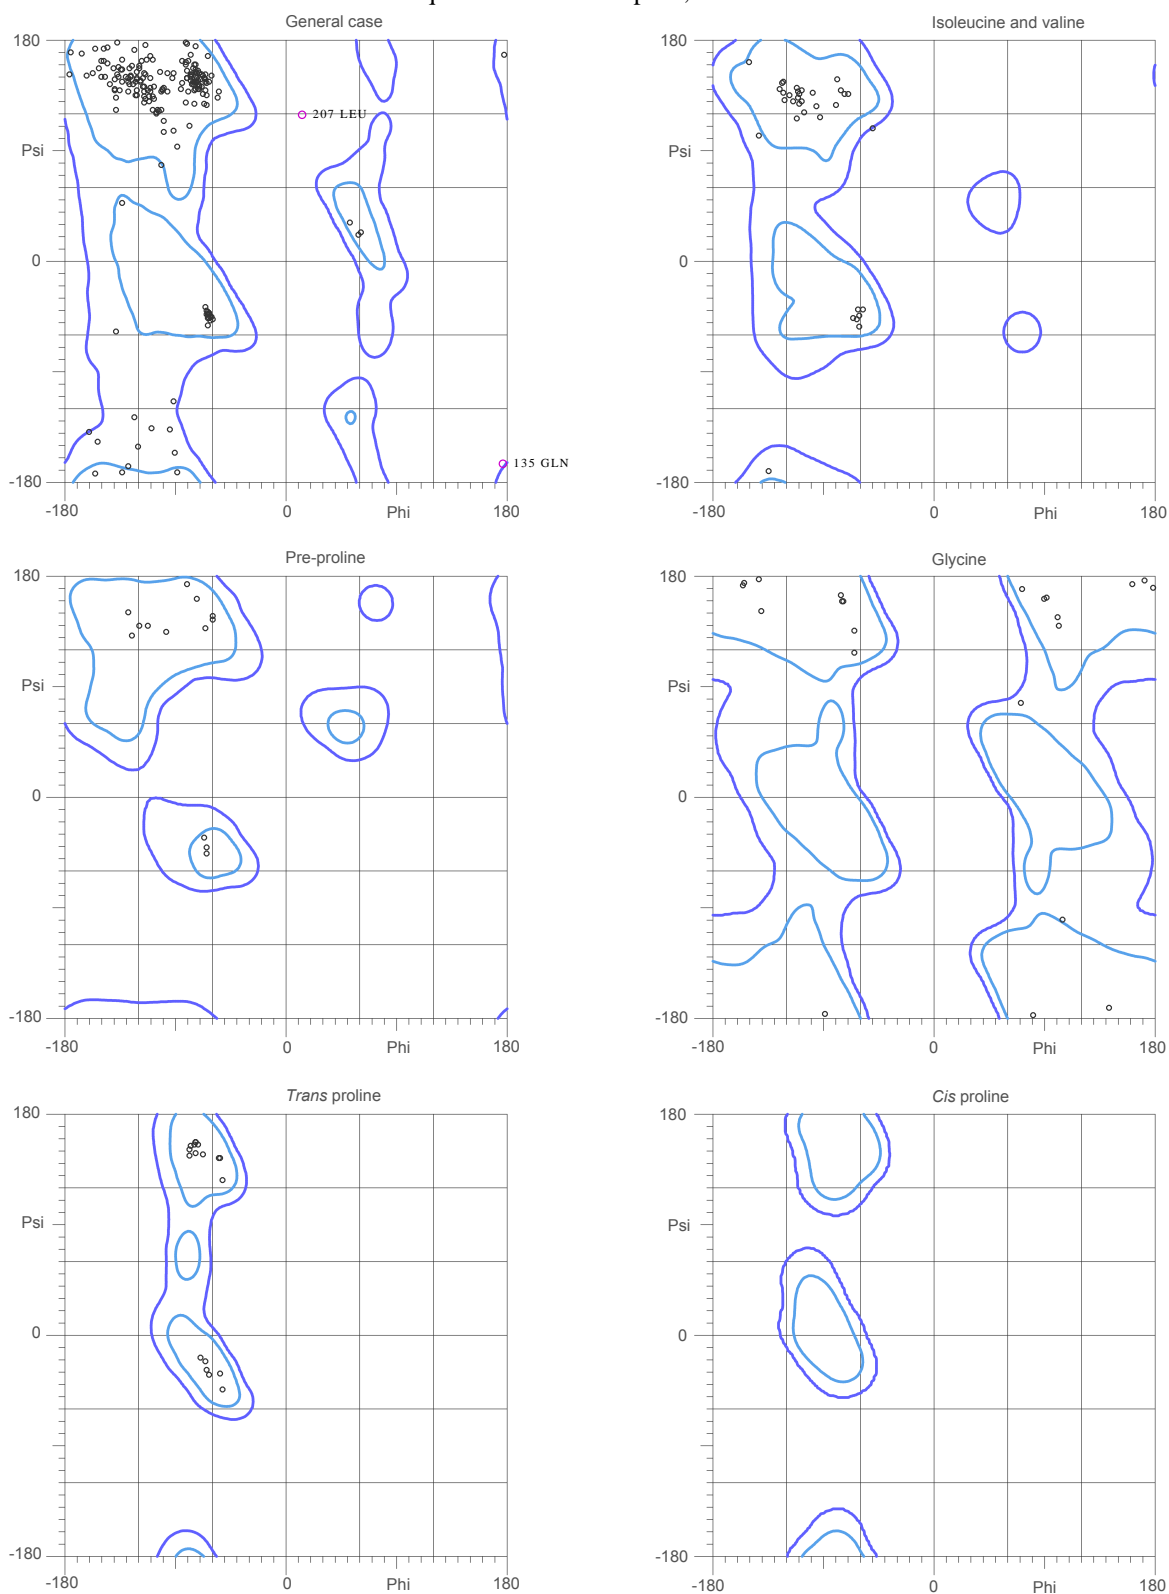 General case
180
207 LEU
Psi
0
135 GLN
-180
-180
0
Phi
180
Isoleucine and valine
180
Psi
0
-180
-180
0
Phi
180
Pre-proline
180
Psi
0
-180
-180
0
Phi
180
Glycine
180
Psi
0
-180
-180
0
Phi
180
Trans proline
180
Psi
0
-180
-180
0
Phi
180
Cis proline
180
Psi
0
-180
-180
0
Phi
180